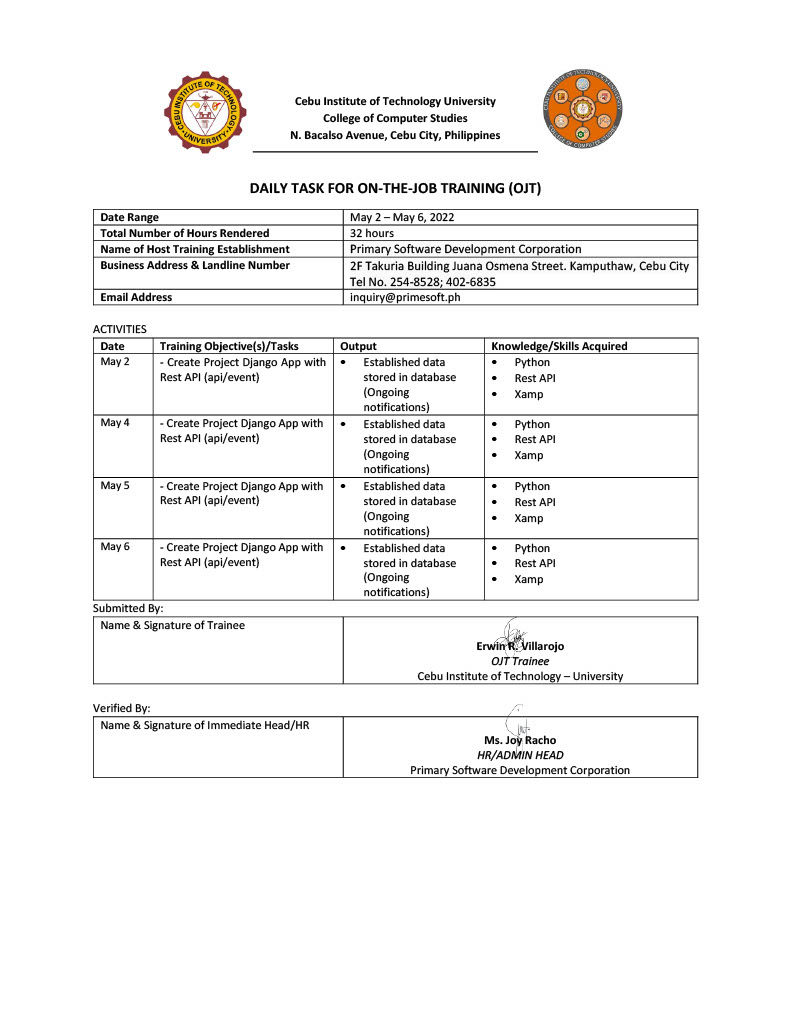 CEBU INSTITUTE OF TECHNOLOGY
UNIVERSITY
Cebu Institute of Technology University
College of Computer Studies
N. Bacalso Avenue, Cebu City, Philippines
DAILY TASK FOR ON-THE-JOB TRAINING (OJT)
Date Range May 2 – May 6, 2022
Total Number of Hours Rendered 32 hours
Name of Host Training Establishment Primary Software Development Corporation
Business Address & Landline Number 2F Takuria Building Juana Osmena Street. Kamputhaw, Cebu City
Tel No. 254-8528; 402-6835
Email Address inquiry@primesoft.ph
ACTIVITIES
Date Training Objective(s)/Tasks Output Knowledge/Skills Acquired
May 2 - Create Project Django App with • Established data • Python
Rest API (api/event) stored in database • Rest API
(Ongoing • Xamp
notifications)
May 4 - Create Project Django App with • Established data • Python
Rest API (api/event) stored in database • Rest API
(Ongoing • Xamp
notifications)
May 5 - Create Project Django App with • Established data • Python
Rest API (api/event) stored in database • Rest API
(Ongoing • Xamp
notifications)
May 6 - Create Project Django App with • Established data • Python
Rest API (api/event) stored in database • Rest API
(Ongoing • Xamp
notifications)
Submitted By:
Name & Signature of Trainee
Erwin R. Villarojo
OJT Trainee
Cebu Institute of Technology – University
Verified By:
Name & Signature of Immediate Head/HR
Ms. Joy Racho
HR/ADMIN HEAD
Primary Software Development Corporation